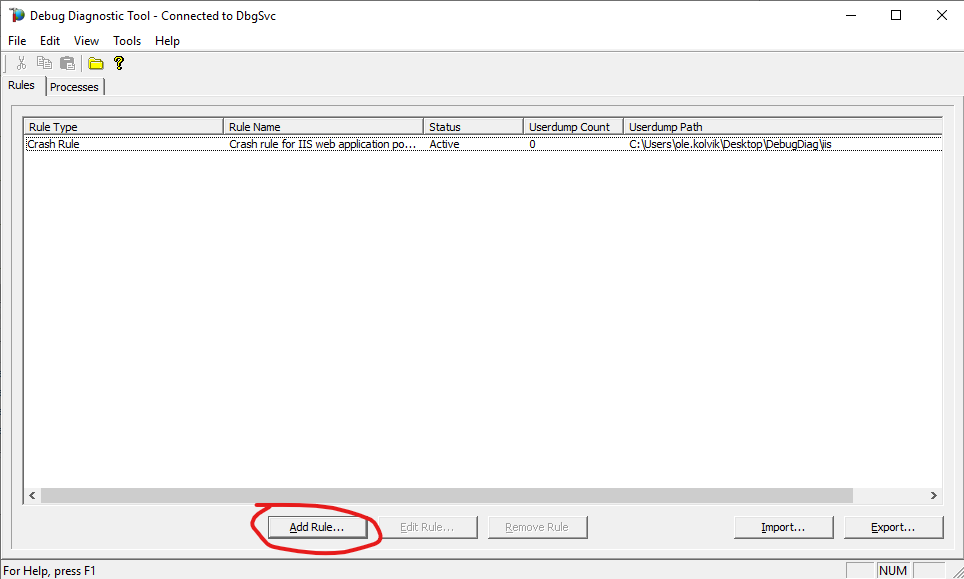 Debug Diagnostic Tool - Connected to DbgSvc
File Edit View Tools Help
Rules Processes
Rule Type Rule Name Status Userdump Count Userdump Path
Crash Rule Crash rule for IIS web application po... Active 0 C:\Users\ole.kolvik\Desktop\DebugDiag\iis
Add Rule... Edit Rule... Remove Rule Import... Export...
For Help, press F1 NUM